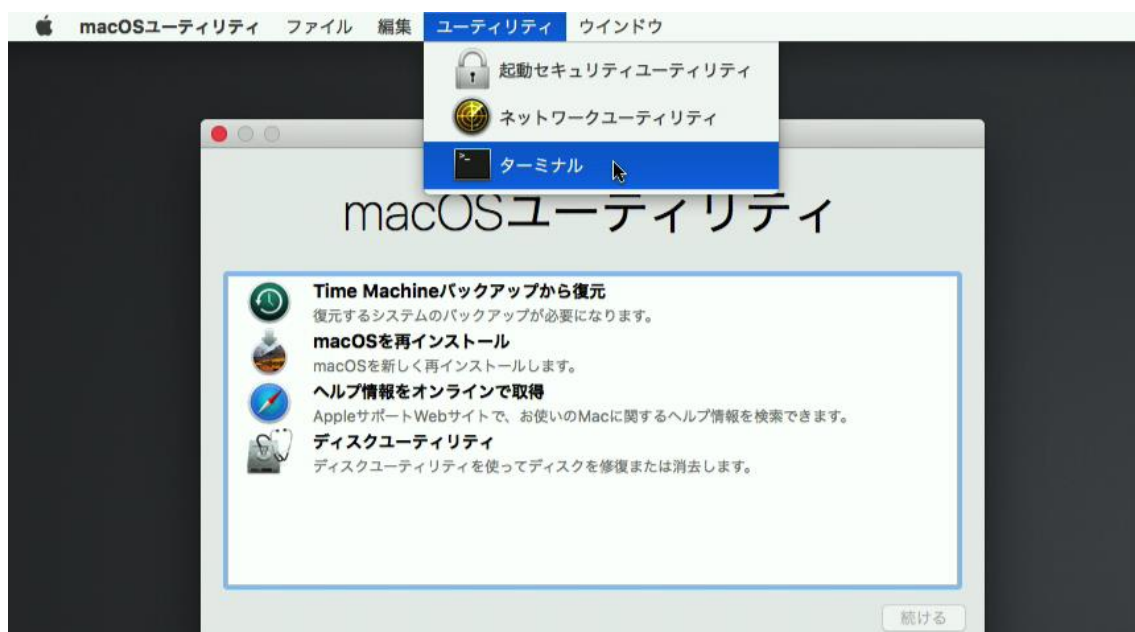 macOSユーティリティ ファイル 編集 ユーティリティ ウインドウ
起動セキュリティユーティリティ
ネットワークユーティリティ
ターミナル
macOSユーティリティ
Time Machineバックアップから復元
復元するシステムのバックアップが必要になります。
macOSを再インストール
macOSを新しく再インストールします。
ヘルプ情報をオンラインで取得
AppleサポートWebサイトで、お使いのMacに関するヘルプ情報を検索できます。
ディスクユーティリティ
ディスクユーティリティを使ってディスクを修復または消去します。
続ける